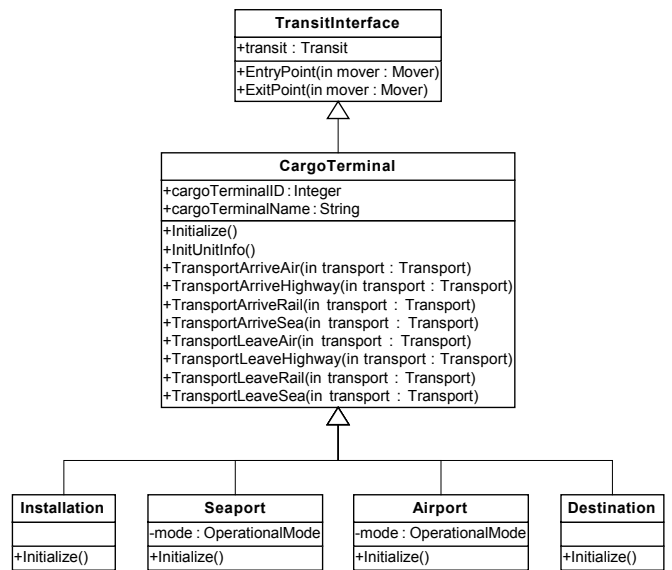 TransitInterface
+transit : Transit
+EntryPoint(in mover : Mover)
+ExitPoint(in mover : Mover)
CargoTerminal
+cargoTerminalID : Integer
+cargoTerminalName : String
+Initialize()
+InitUnitInfo()
+TransportArriveAir(in transport : Transport)
+TransportArriveHighway(in transport : Transport)
+TransportArriveRail(in transport : Transport)
+TransportArriveSea(in transport : Transport)
+TransportLeaveAir(in transport : Transport)
+TransportLeaveHighway(in transport : Transport)
+TransportLeaveRail(in transport : Transport)
+TransportLeaveSea(in transport : Transport)
Installation
+Initialize()
Seaport
-mode : OperationalMode
+Initialize()
Airport
-mode : OperationalMode
+Initialize()
Destination
+Initialize()